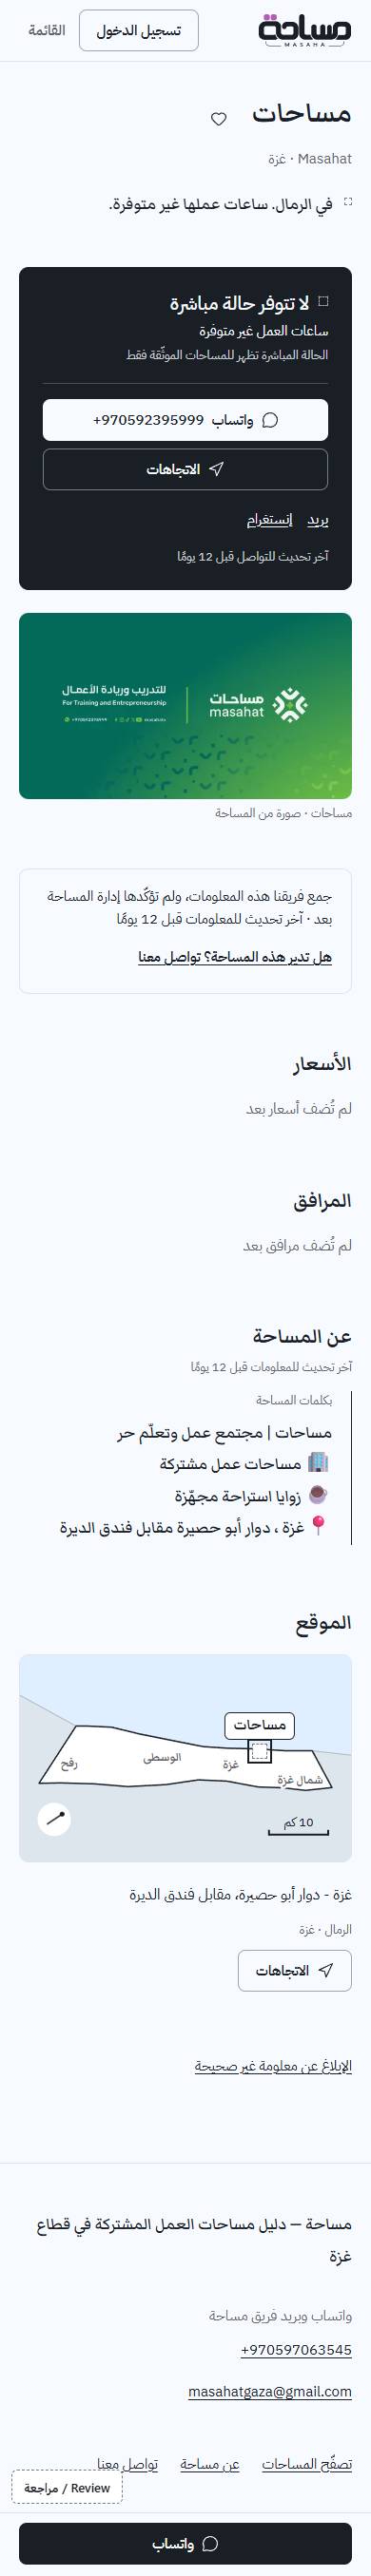 مساحة
MASAHA
تسجيل الدخول
القائمة
مساحات
Masahat · غزة
في الرمال. ساعات عملها غير متوفرة.
لا تتوفر حالة مباشرة
ساعات العمل غير متوفرة
الحالة المباشرة تظهر للمساحات الموثّقة فقط
واتساب +970592395999
الاتجاهات
بريد
إنستغرام
آخر تحديث للتواصل قبل 12 يومًا
مساحات
masahat
للتدريب وريادة الأعمال
For Training and Entrepreneurship
مساحات · صورة من المساحة
جمع فريقنا هذه المعلومات، ولم تؤكّدها إدارة المساحة
بعد · آخر تحديث للمعلومات قبل 12 يومًا
هل تدير هذه المساحة؟ تواصل معنا
الأسعار
لم تُضف أسعار بعد
المرافق
لم تُضف مرافق بعد
عن المساحة
آخر تحديث للمعلومات قبل 12 يومًا
بكلمات المساحة
مساحات | مجتمع عمل وتعلّم حر
🏢 مساحات عمل مشتركة
☕ زوايا استراحة مجهّزة
📍 غزة ، دوار أبو حصيرة مقابل فندق الديرة
الموقع
مساحات
شمال غزة
غزة
الوسطى
رفح
10 كم
غزة - دوار أبو حصيرة، مقابل فندق الديرة
الرمال · غزة
الاتجاهات
الإبلاغ عن معلومة غير صحيحة
مساحة — دليل مساحات العمل المشتركة في قطاع
غزة
واتساب وبريد فريق مساحة
+970597063545
masahatgaza@gmail.com
تصفّح المساحات
عن مساحة
تواصل معنا
مراجعة / Review
واتساب